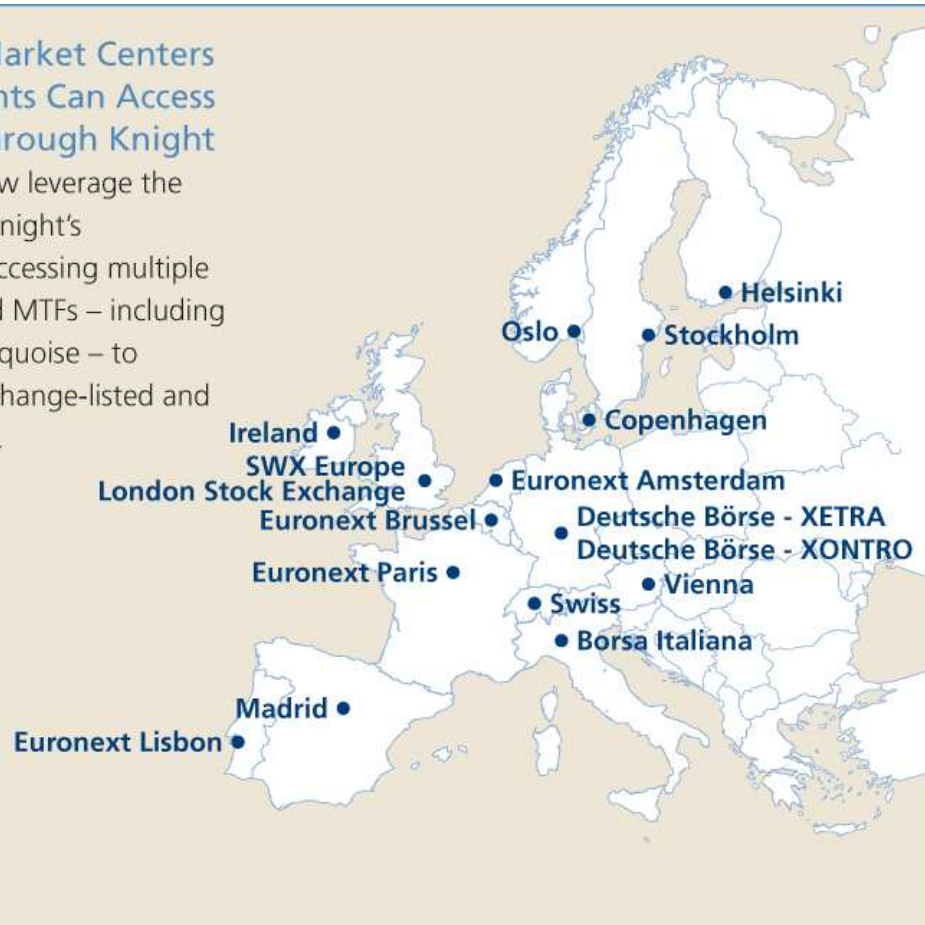 Market Centers
nts Can Access
hrough Knight
w leverage the
night's
ccessing multiple
d MTFs – including
quoise – to
hange-listed and
Helsinki
Oslo
Stockholm
Copenhagen
Ireland
SWX Europe
London Stock Exchange
Euronext Amsterdam
Euronext Brussel
Deutsche Börse - XETRA
Deutsche Börse - XONTRO
Euronext Paris
Vienna
Swiss
Borsa Italiana
Madrid
Euronext Lisbon